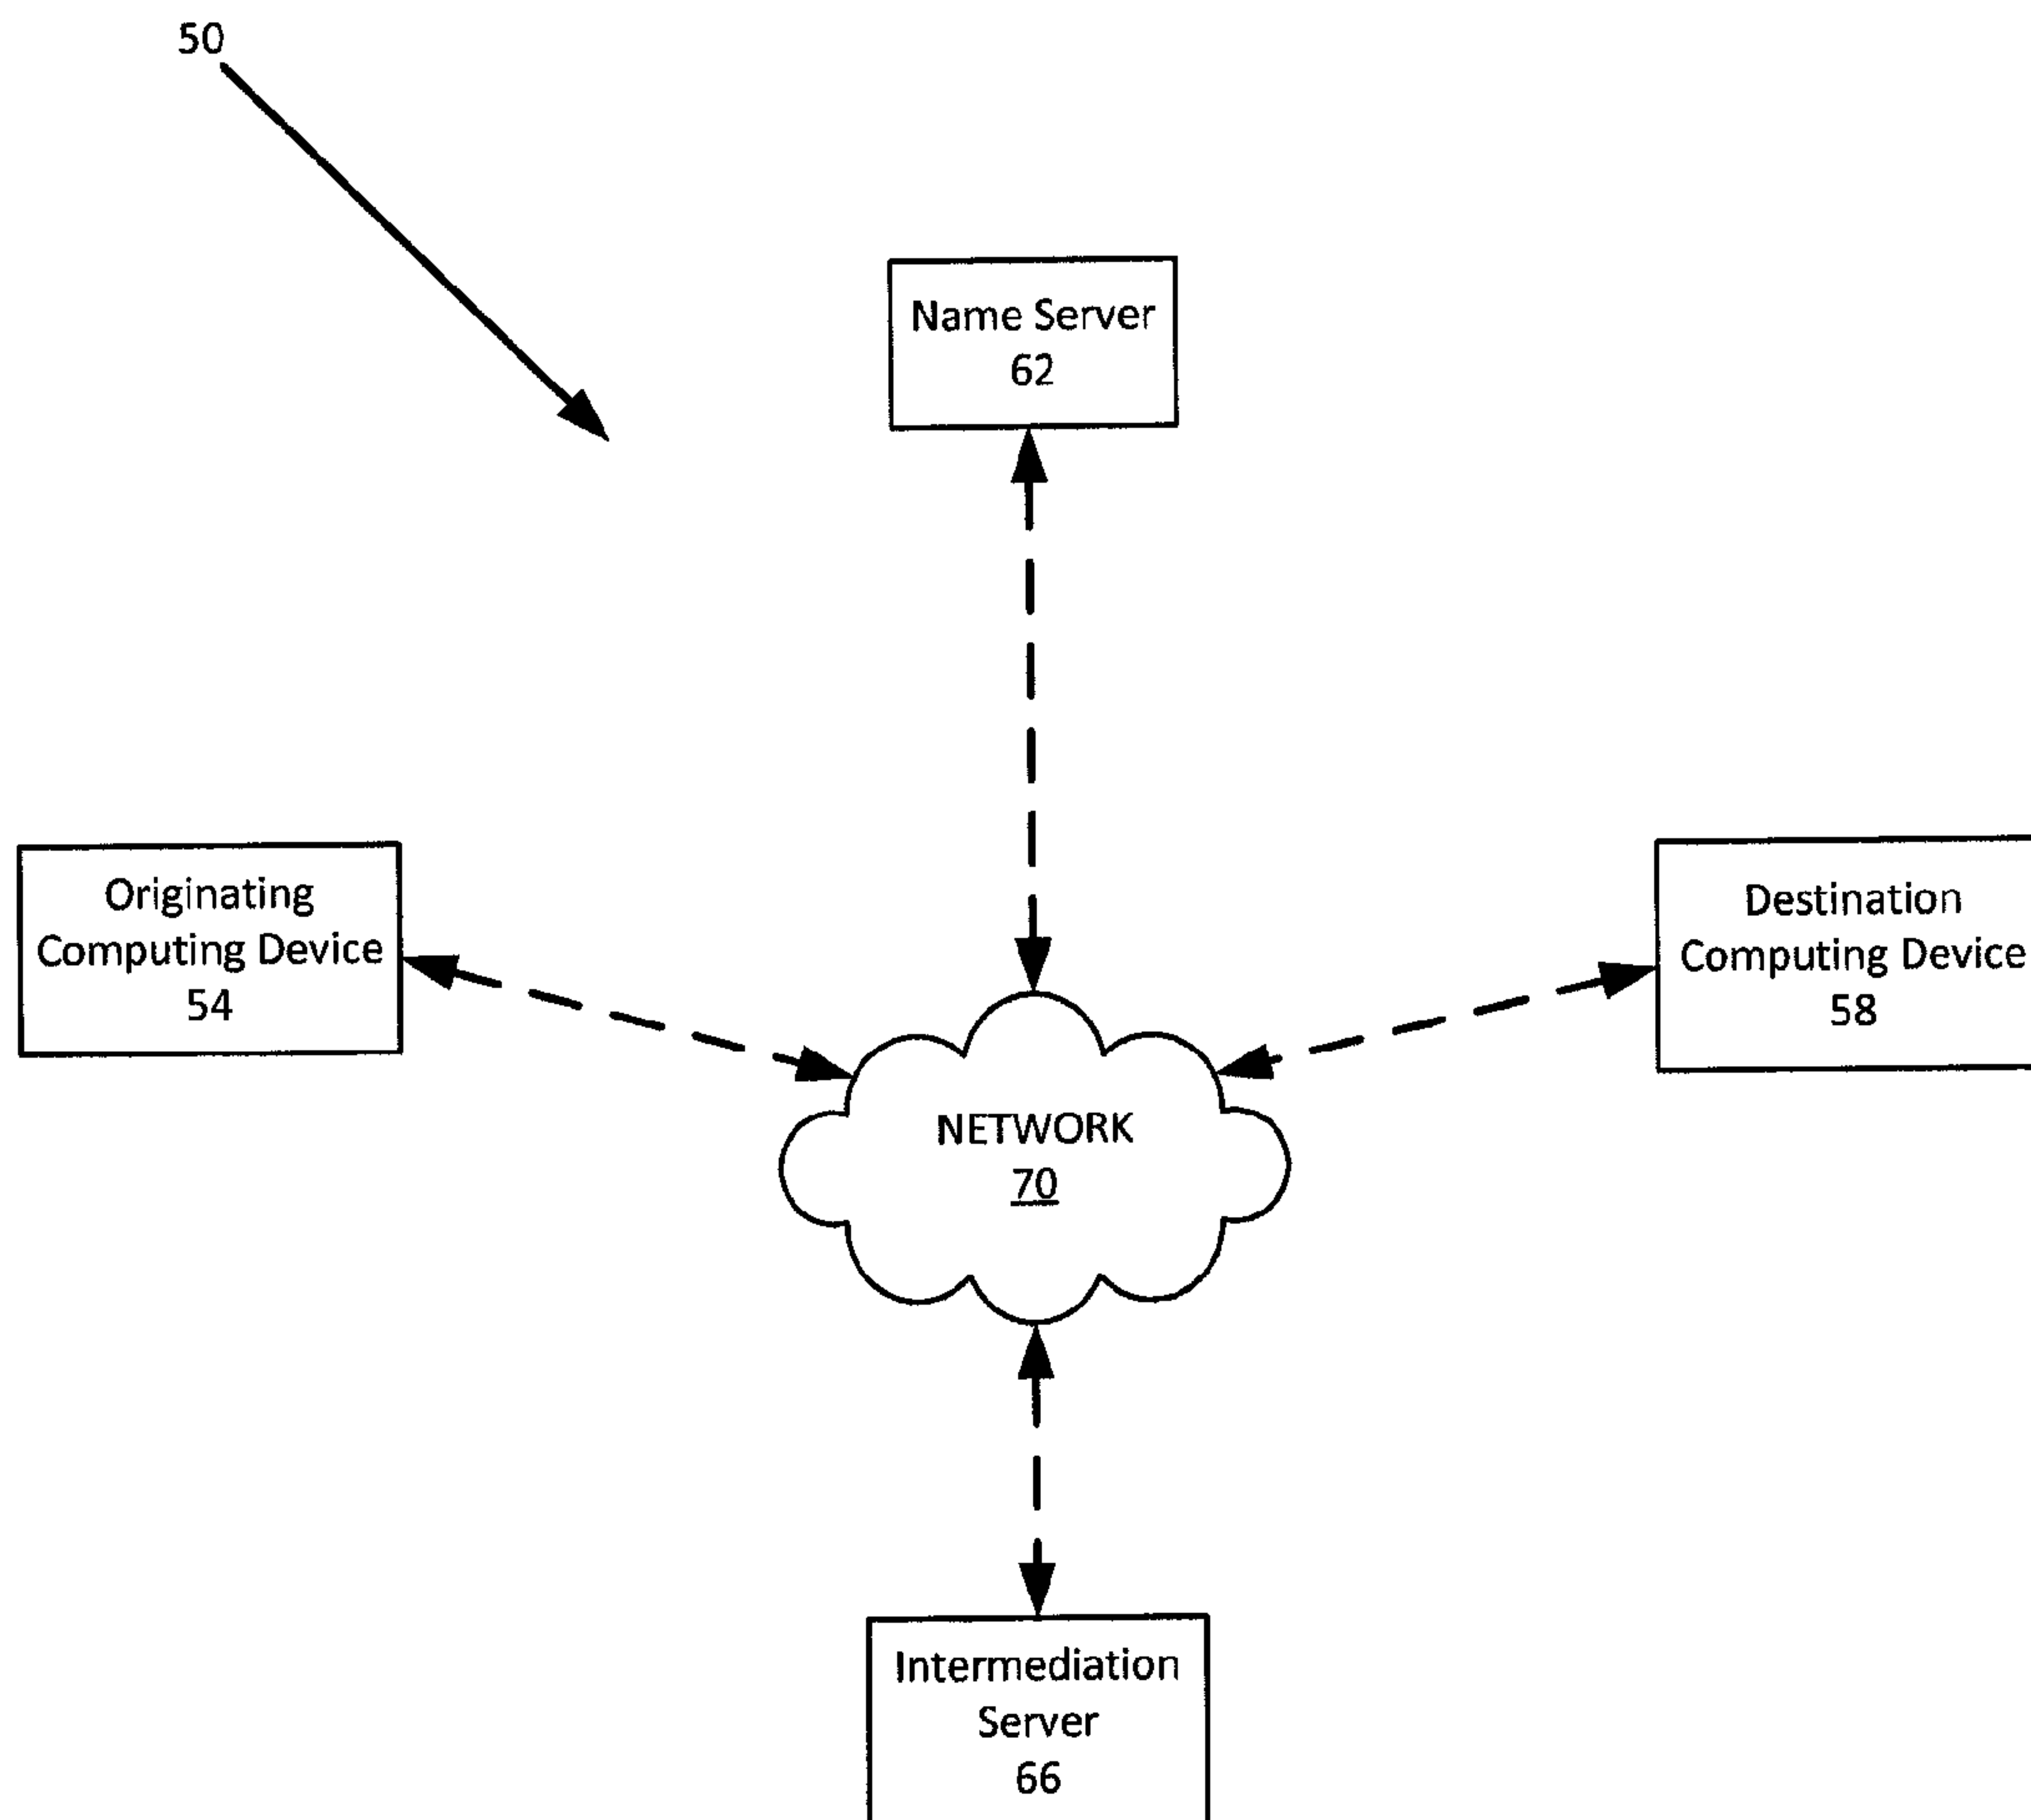 50
Name Server
62
Originating
Computing Device
54
Destination
Computing Device
58
NETWORK
70
Intermediation
Server
66